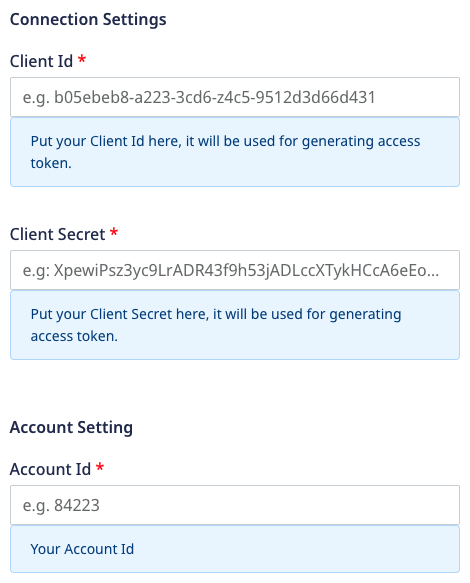 Connection Settings
Client Id *
e.g. b05ebeb8-a223-3cd6-z4c5-9512d3d66d431
Put your Client Id here, it will be used for generating access
token.
Client Secret *
e.g: XpewiPsz3yc9LrADR43f9h53jADLccXTykHCcA6eEo...
Put your Client Secret here, it will be used for generating
access token.
Account Setting
Account Id *
e.g. 84223
Your Account Id